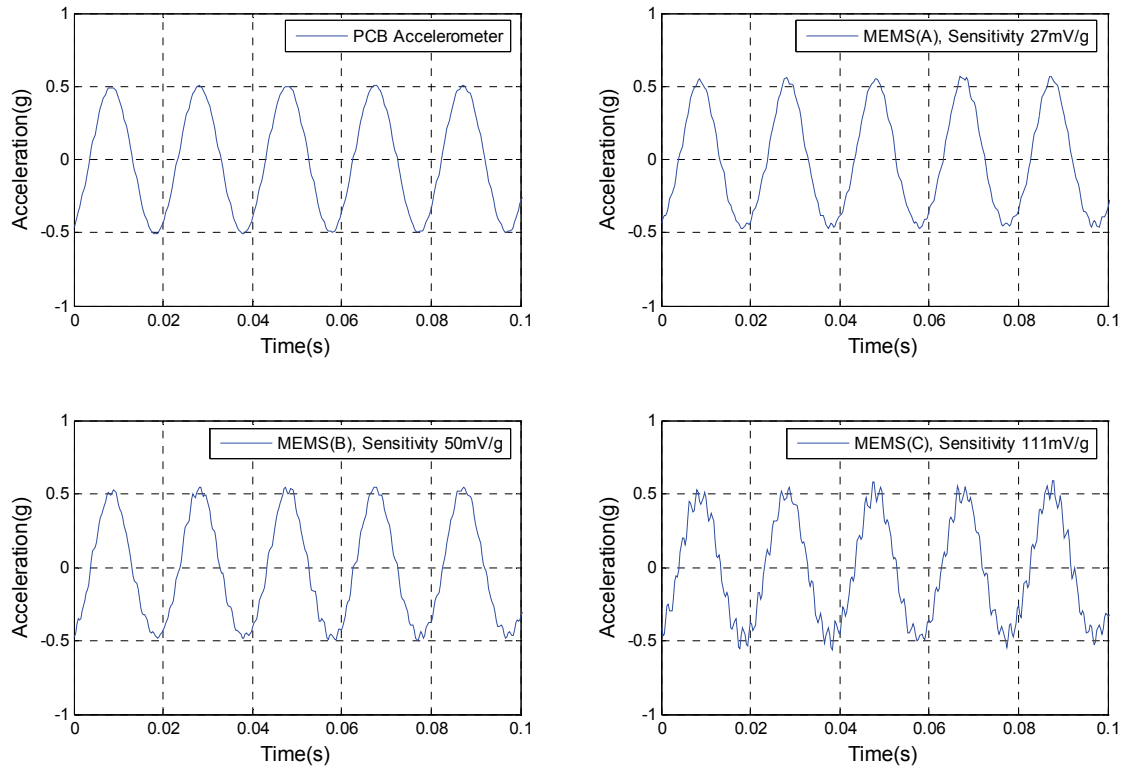 PCB Accelerometer
1
0.5
0
-0.5
-1
Acceleration(g)
0 0.02 0.04 0.06 0.08 0.1
Time(s)
MEMS(A), Sensitivity 27mV/g
1
0.5
0
-0.5
-1
Acceleration(g)
0 0.02 0.04 0.06 0.08 0.1
Time(s)
MEMS(B), Sensitivity 50mV/g
1
0.5
0
-0.5
-1
Acceleration(g)
0 0.02 0.04 0.06 0.08 0.1
Time(s)
MEMS(C), Sensitivity 111mV/g
1
0.5
0
-0.5
-1
Acceleration(g)
0 0.02 0.04 0.06 0.08 0.1
Time(s)